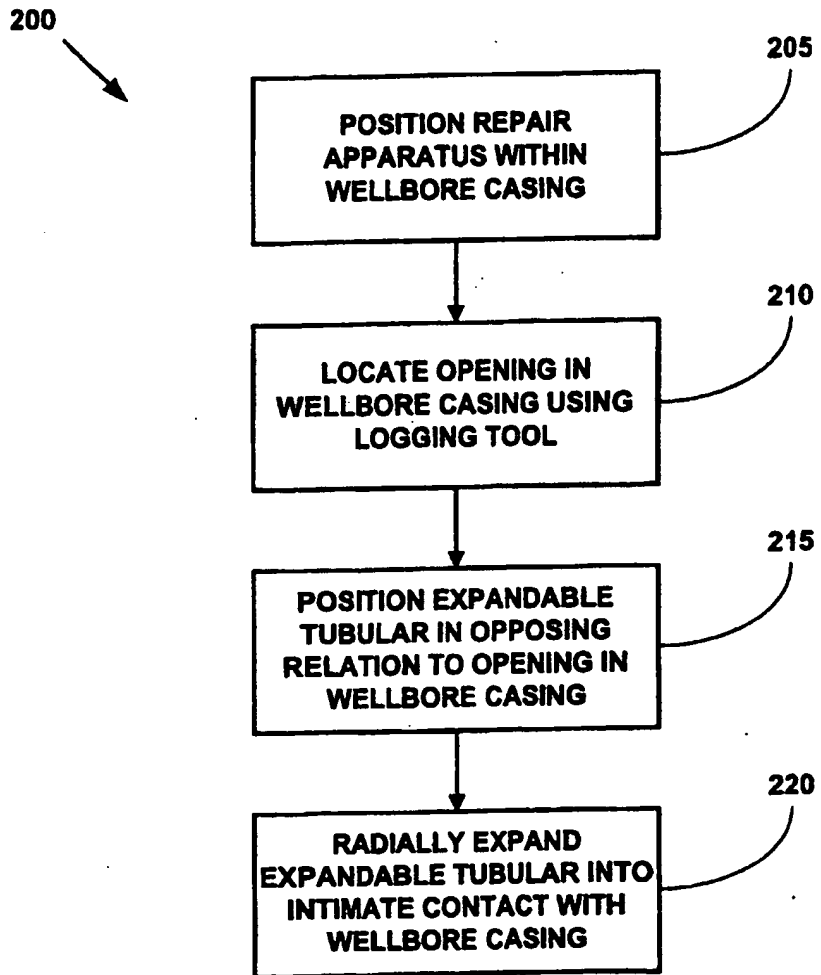 200
205
POSITION REPAIR
APPARATUS WITHIN
WELLBORE CASING
210
LOCATE OPENING IN
WELLBORE CASING USING
LOGGING TOOL
215
POSITION EXPANDABLE
TUBULAR IN OPPOSING
RELATION TO OPENING IN
WELLBORE CASING
220
RADIALLY EXPAND
EXPANDABLE TUBULAR INTO
INTIMATE CONTACT WITH
WELLBORE CASING